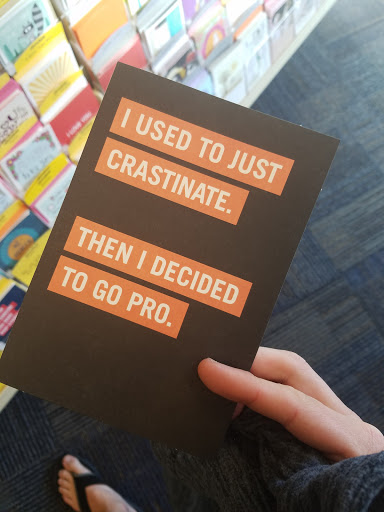 I USED TO JUST
CRASTINATE.
THEN I DECIDED
TO GO PRO.